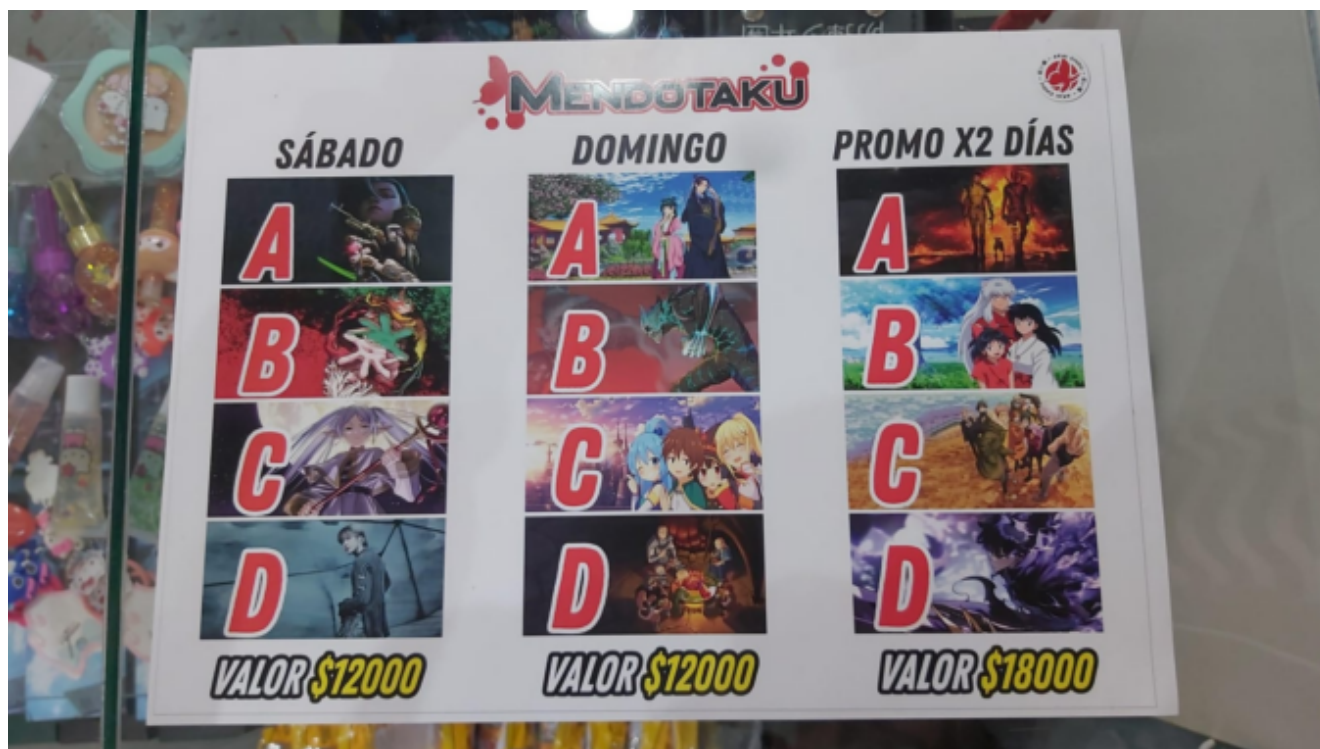 MENDOTAKU
SÁBADO
A
B
C
D
VALOR $12000
DOMINGO
A
B
C
D
VALOR $12000
PROMO X2 DÍAS
A
B
C
D
VALOR $18000